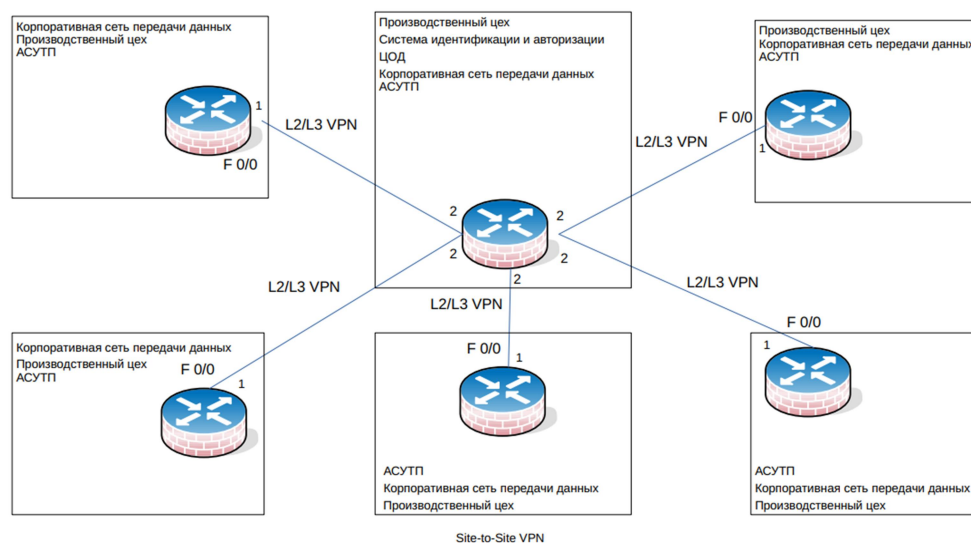 Корпоративная сеть передачи данных
Производственный цех
АСУТП
1
F 0/0
L2/L3 VPN
Производственный цех
Система идентификации и авторизации
ЦОД
Корпоративная сеть передачи данных
АСУТП
2
2
2
2
2
Производственный цех
Корпоративная сеть передачи данных
АСУТП
F 0/0
1
L2/L3 VPN
L2/L3 VPN
L2/L3 VPN
L2/L3 VPN
Корпоративная сеть передачи данных
Производственный цех
АСУТП
F 0/0
1
F 0/0
1
АСУТП
Корпоративная сеть передачи данных
Производственный цех
F 0/0
1
АСУТП
Корпоративная сеть передачи данных
Производственный цех
Site-to-Site VPN